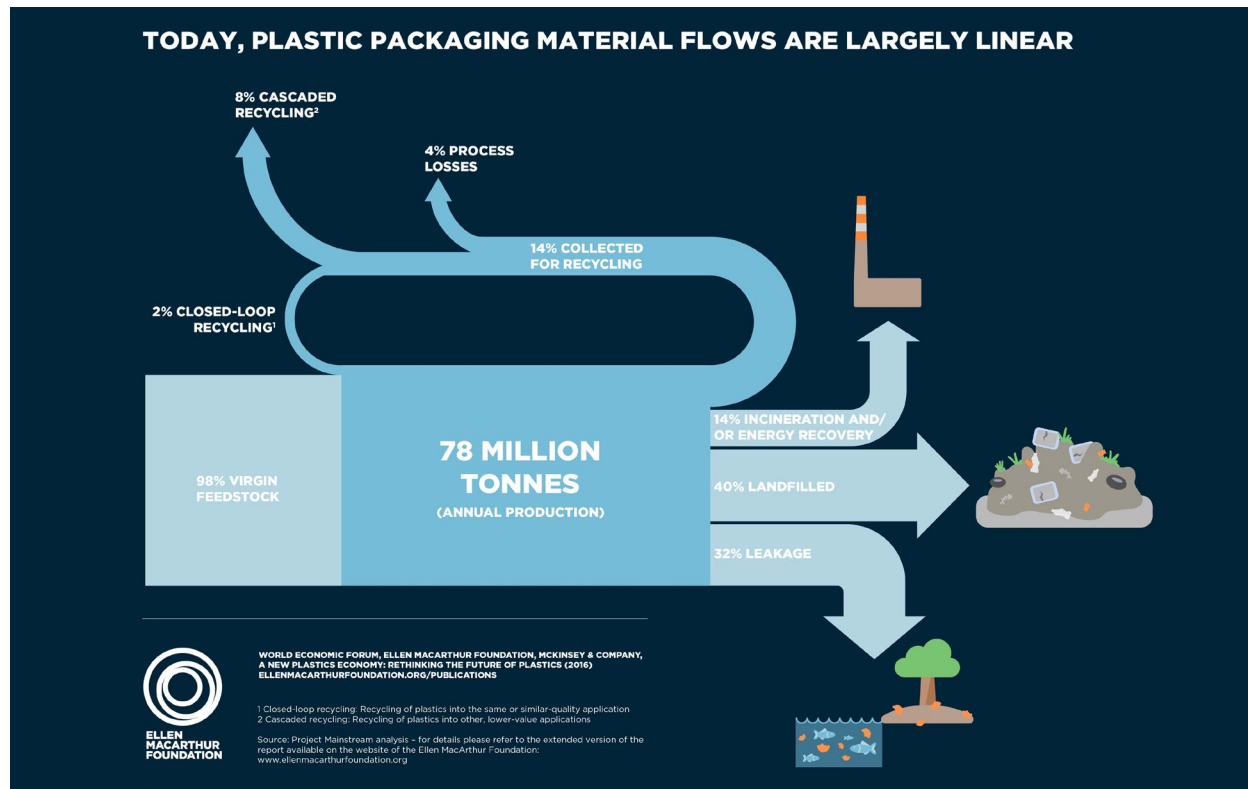 TODAY, PLASTIC PACKAGING MATERIAL FLOWS ARE LARGELY LINEAR
8% CASCADED
RECYCLING²
4% PROCESS
LOSSES
14% COLLECTED
FOR RECYCLING
2% CLOSED-LOOP
RECYCLING¹
98% VIRGIN
FEEDSTOCK
78 MILLION
TONNES
(ANNUAL PRODUCTION)
14% INCINERATION AND/
OR ENERGY RECOVERY
40% LANDFILLED
32% LEAKAGE
ELLEN
MACARTHUR
FOUNDATION
WORLD ECONOMIC FORUM, ELLEN MACARTHUR FOUNDATION, MCKINSEY & COMPANY,
A NEW PLASTICS ECONOMY: RETHINKING THE FUTURE OF PLASTICS (2016)
ELLENMACARTHURFOUNDATION.ORG/PUBLICATIONS
1 Closed-loop recycling: Recycling of plastics into the same or similar-quality application
2 Cascaded recycling: Recycling of plastics into other, lower-value applications
Source: Project Mainstream analysis – for details please refer to the extended version of the
report available on the website of the Ellen MacArthur Foundation:
www.ellenmacarthurfoundation.org